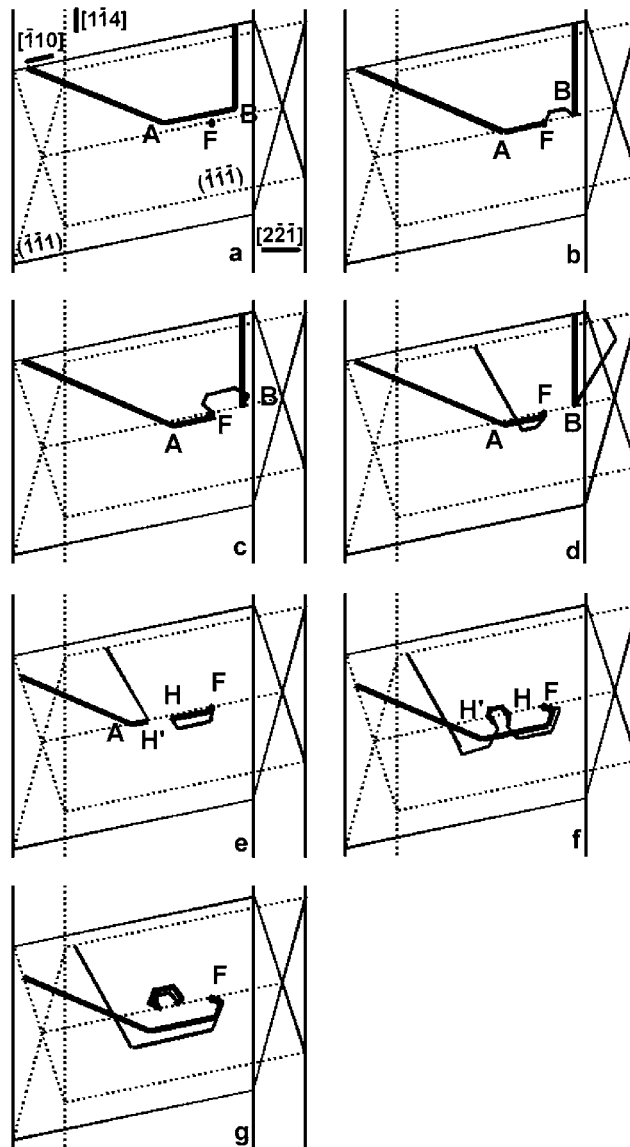 [1̄10] [11̄4]
A B
F
(1̄1̄1̄)
(1̄1̄1)
a [22̄1̄]
B
A F
b
B
A F
c
F
A B
d
F
H
A H'
e
H' H F
f
F
g